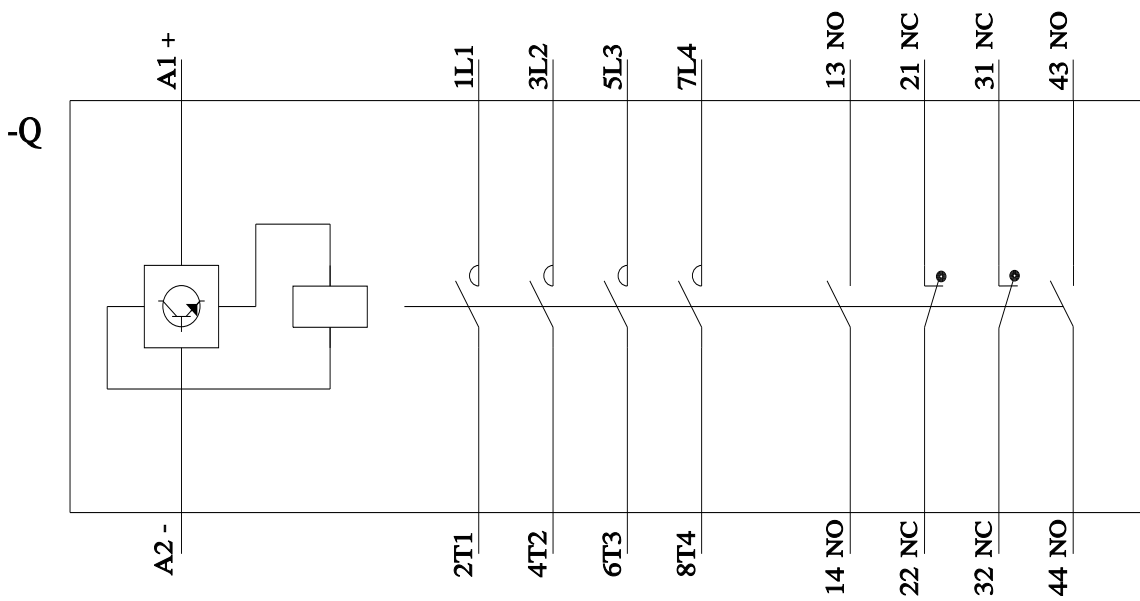 A1 +
1L1
3L2
5L3
7L4
13 NO
21 NC
31 NC
43 NO
-Q
A2 -
2T1
4T2
6T3
8T4
14 NO
22 NC
32 NC
44 NO